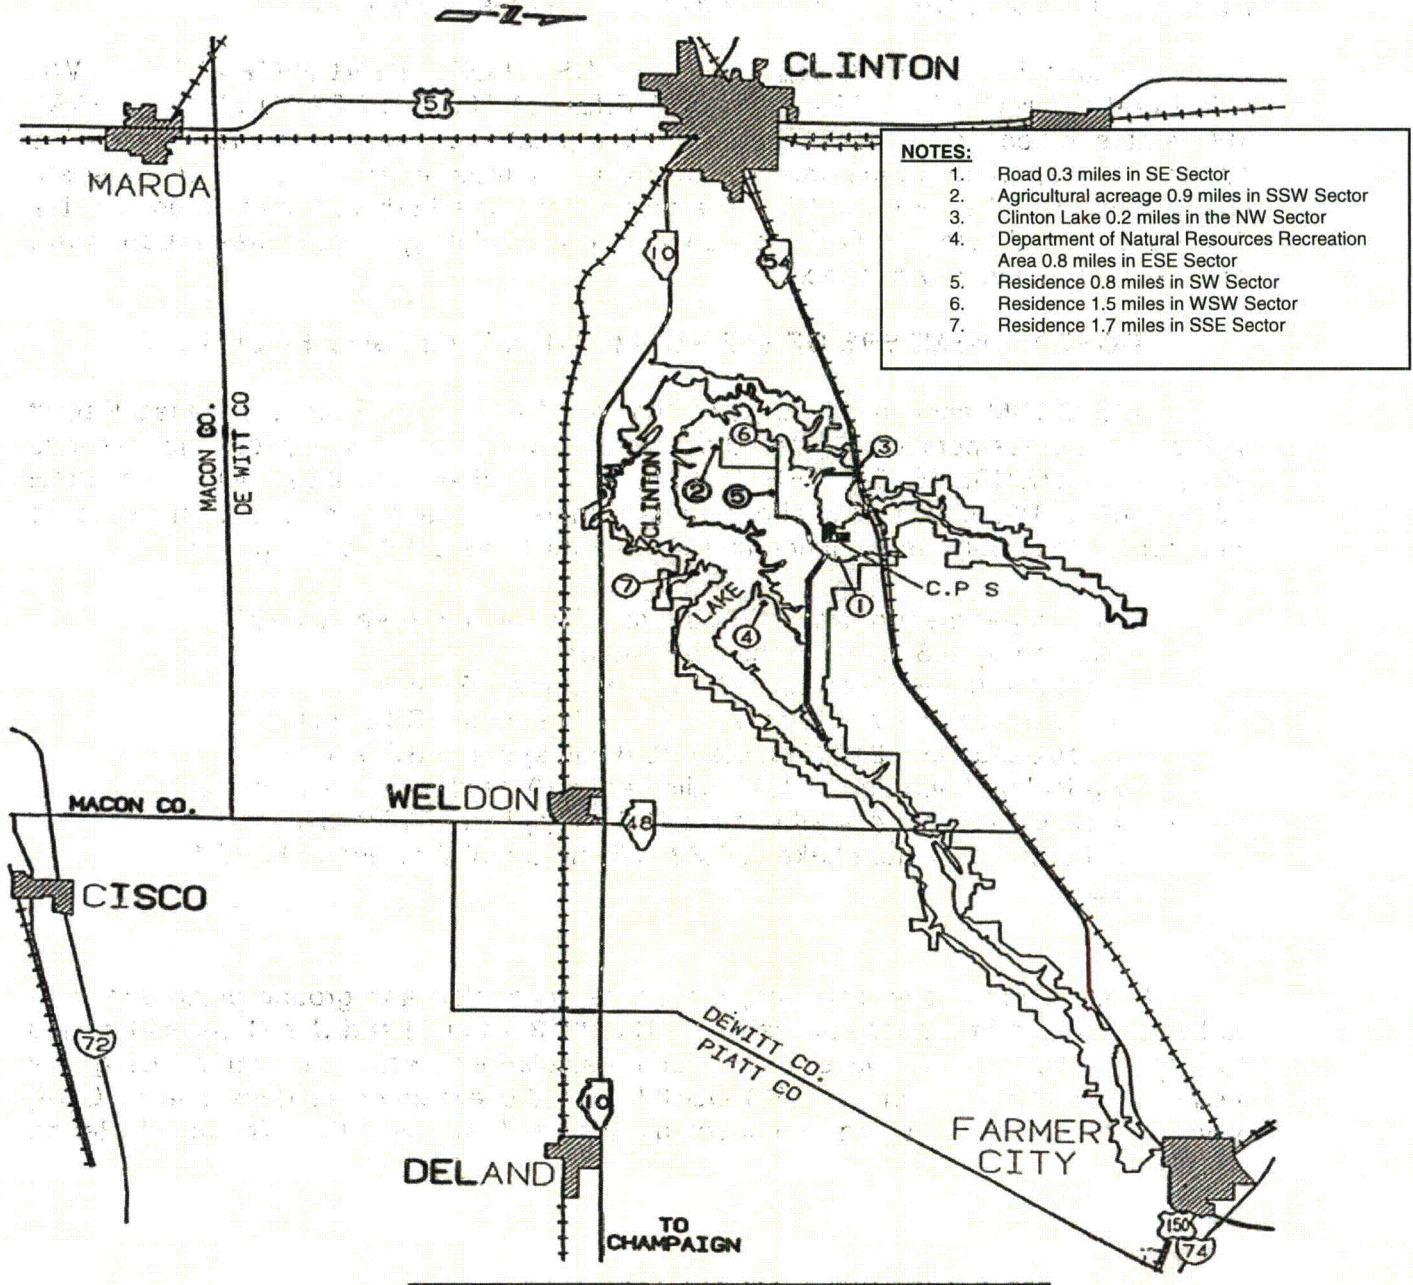 Z
CLINTON
51
MAROA
NOTES:
1. Road 0.3 miles in SE Sector
2. Agricultural acreage 0.9 miles in SSW Sector
3. Clinton Lake 0.2 miles in the NW Sector
4. Department of Natural Resources Recreation
Area 0.8 miles in ESE Sector
5. Residence 0.8 miles in SW Sector
6. Residence 1.5 miles in WSW Sector
7. Residence 1.7 miles in SSE Sector
10
54
MACON CO.
DE WITT CO
CLINTON
LAKE
6
3
2
5
7
4
1
C.P S
MACON CO.
WELDON
48
CISCO
72
DEWITT CO.
PIATT CO
10
FARMER
CITY
DELAND
TO
CHAMPAIGN
150
74